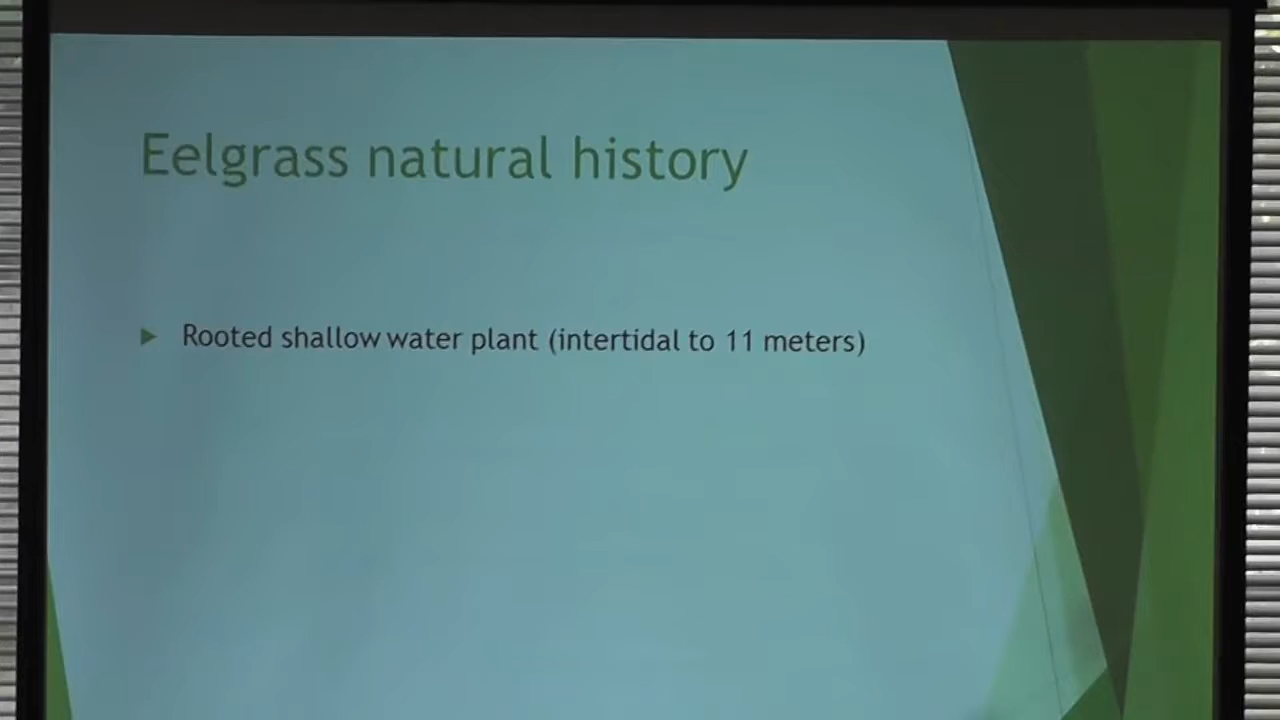 Eelgrass natural history
Rooted shallow water plant (intertidal to 11 meters)